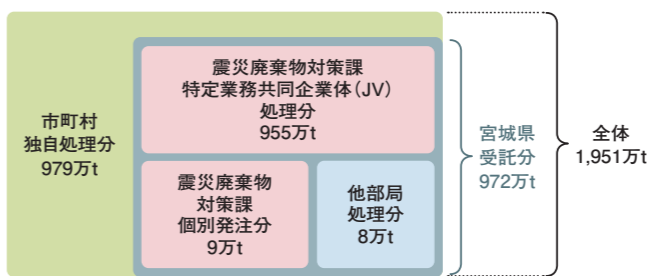 市町村
独自処理分
979万t
震災廃棄物対策課
特定業務共同企業体（JV）
処理分
955万t
震災廃棄物
対策課
個別発注分
9万t
他部局
処理分
8万t
宮城県
受託分
972万t
全体
1,951万t